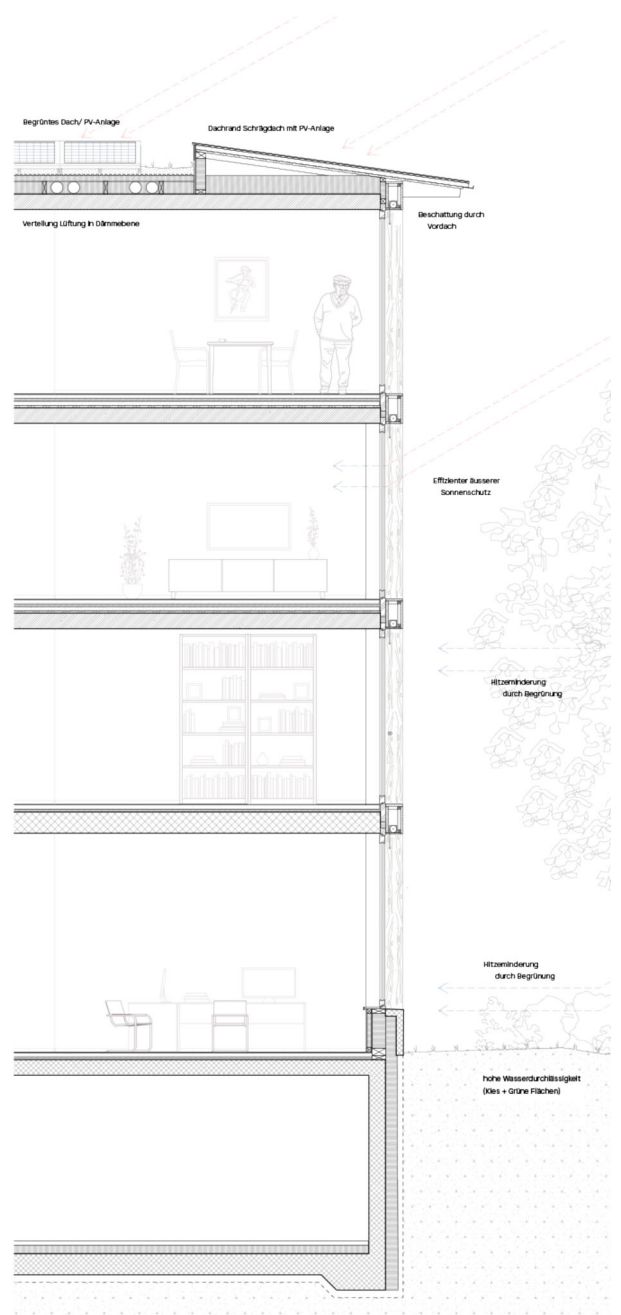 Begrüntes Dach/ PV-Anlage
Dachrand Schrägdach mit PV-Anlage
Verteilung Lüftung in Dämmebene
Beschattung durch
Vordach
Effizienter äusserer
Sonnenschutz
Hitzeminderung
durch Begrünung
Hitzeminderung
durch Begrünung
hohe Wasserdurchlässigkeit
(Kies + Grüne Flächen)